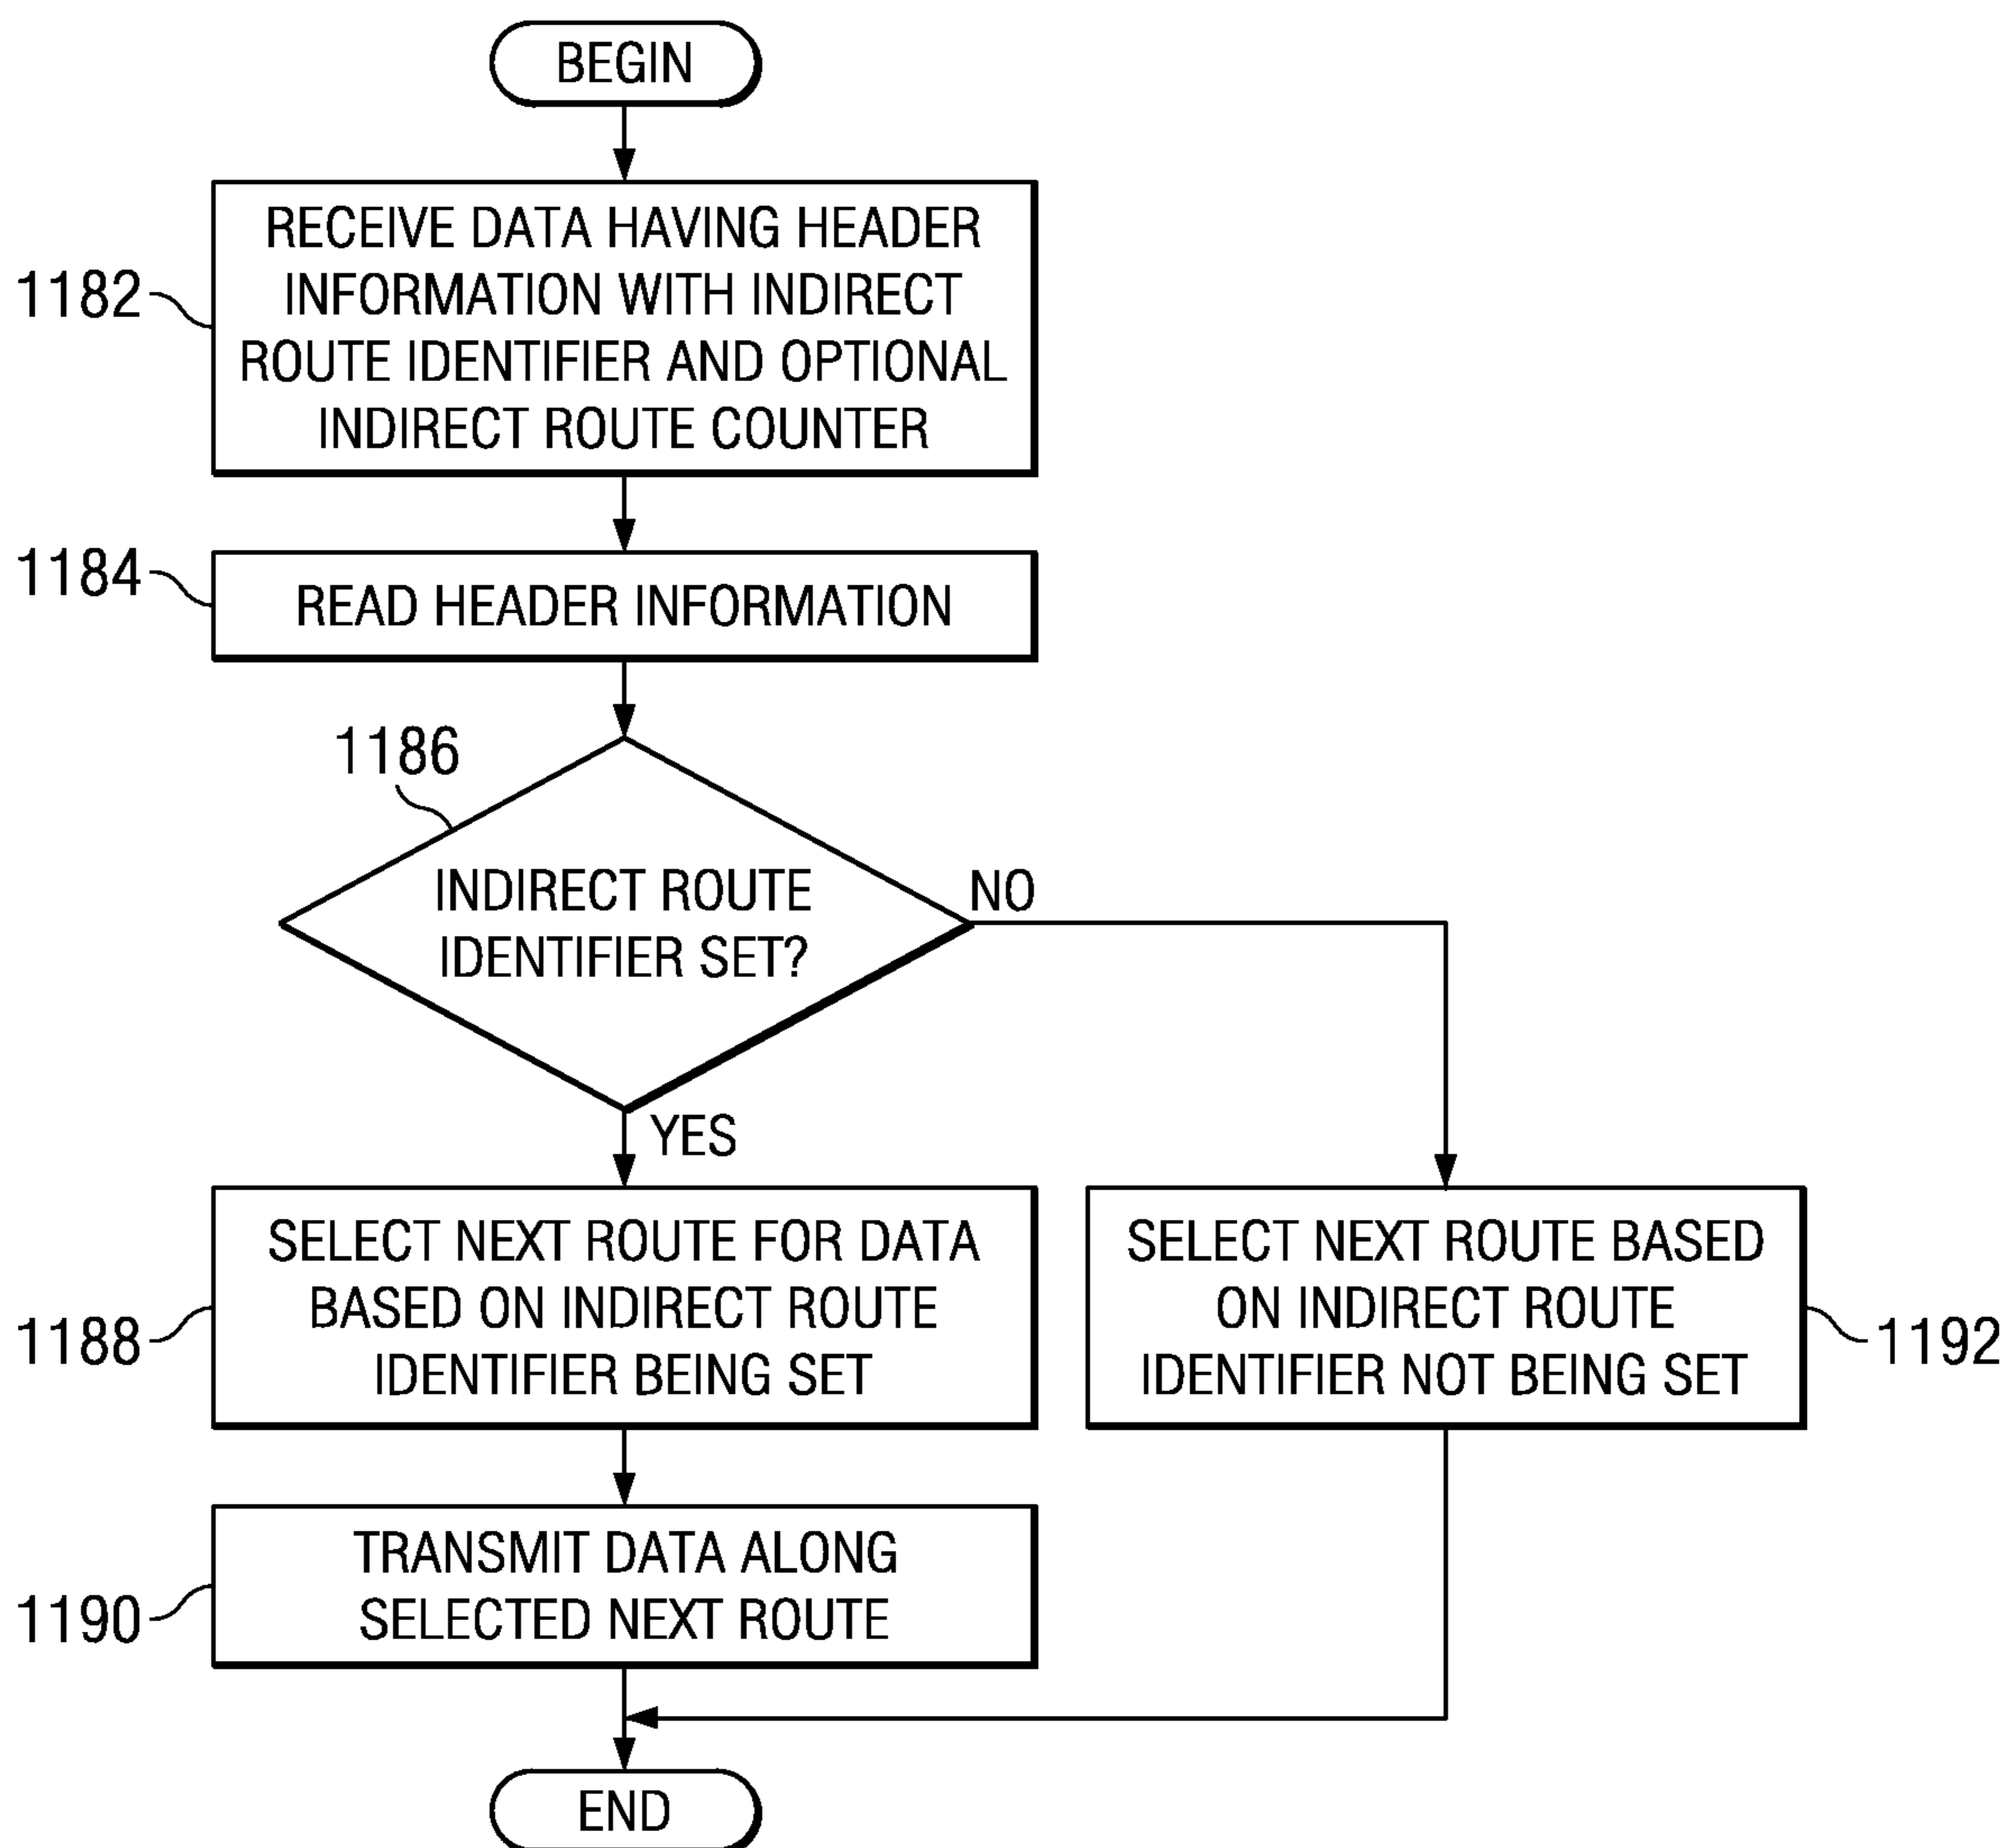 BEGIN
1182
RECEIVE DATA HAVING HEADER
INFORMATION WITH INDIRECT
ROUTE IDENTIFIER AND OPTIONAL
INDIRECT ROUTE COUNTER
1184
READ HEADER INFORMATION
1186
INDIRECT ROUTE
IDENTIFIER SET?
NO
YES
1188
SELECT NEXT ROUTE FOR DATA
BASED ON INDIRECT ROUTE
IDENTIFIER BEING SET
SELECT NEXT ROUTE BASED
ON INDIRECT ROUTE
IDENTIFIER NOT BEING SET
1192
1190
TRANSMIT DATA ALONG
SELECTED NEXT ROUTE
END